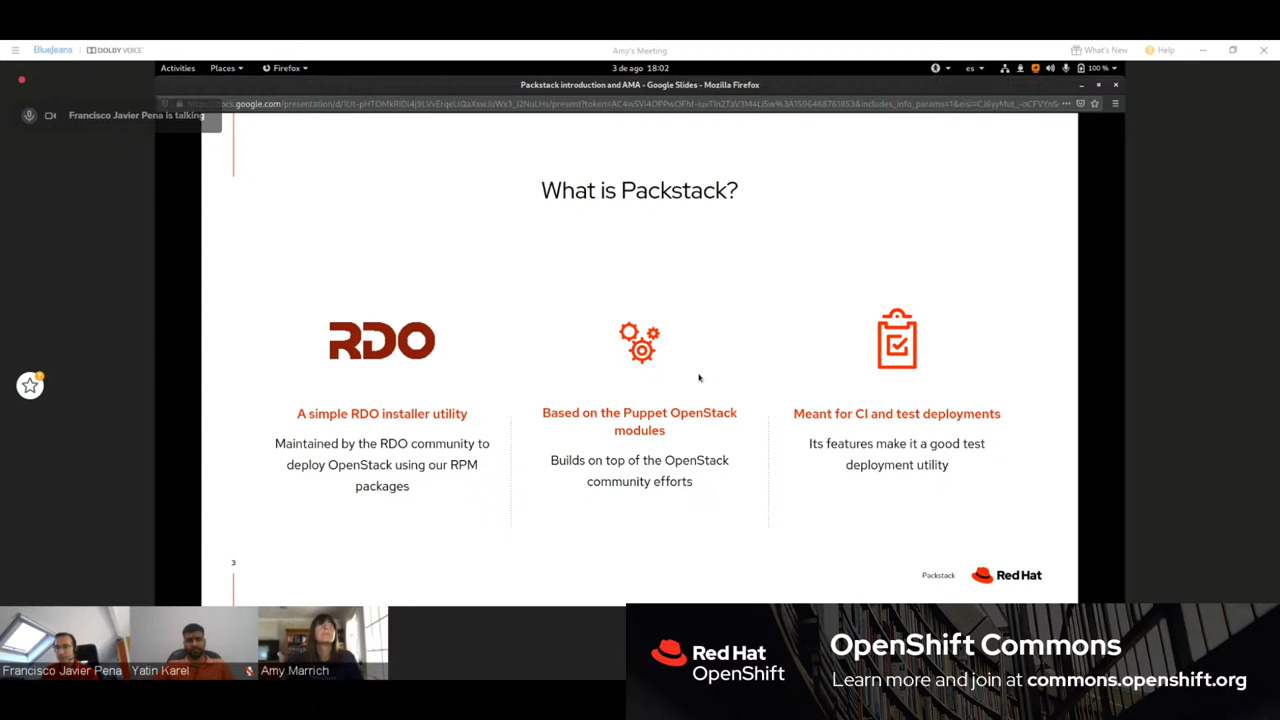 BlueJeans | DOLBY VOICE
Amy's Meeting
What's New
Help
Activities Places Firefox
3 de ago 18:02
es
100 %
Packstack introduction and AMA - Google Slides - Mozilla Firefox
Francisco Javier Pena is talking
What is Packstack?
RDO
A simple RDO installer utility
Maintained by the RDO community to
deploy OpenStack using our RPM
packages
Based on the Puppet OpenStack
modules
Builds on top of the OpenStack
community efforts
Meant for CI and test deployments
Its features make it a good test
deployment utility
3
Packstack
Red Hat
Francisco Javier Pena
Yatin Karel
Amy Marrich
Red Hat
OpenShift
OpenShift Commons
Learn more and join at commons.openshift.org